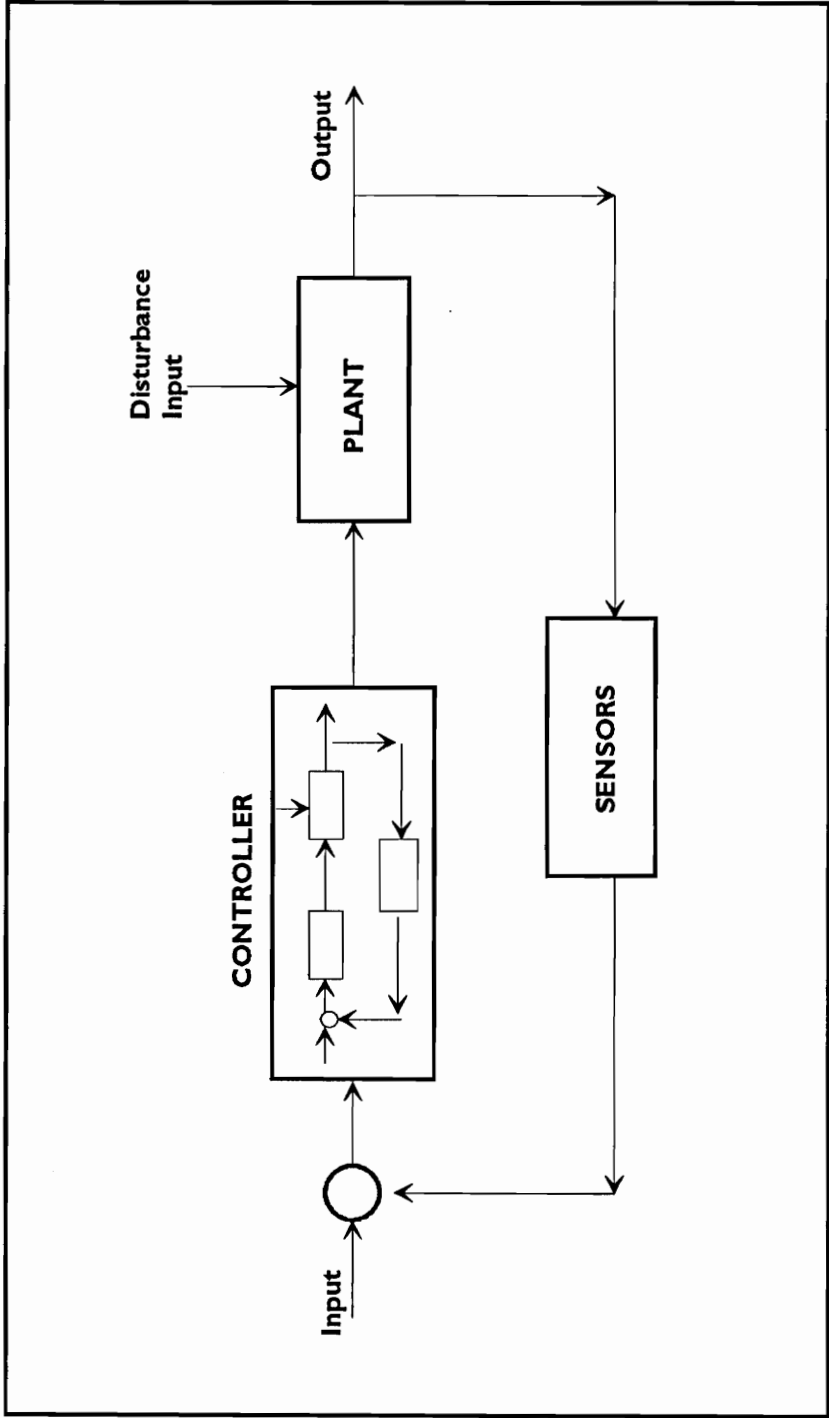 Disturbance
Input
Output
CONTROLLER
PLANT
Input
SENSORS